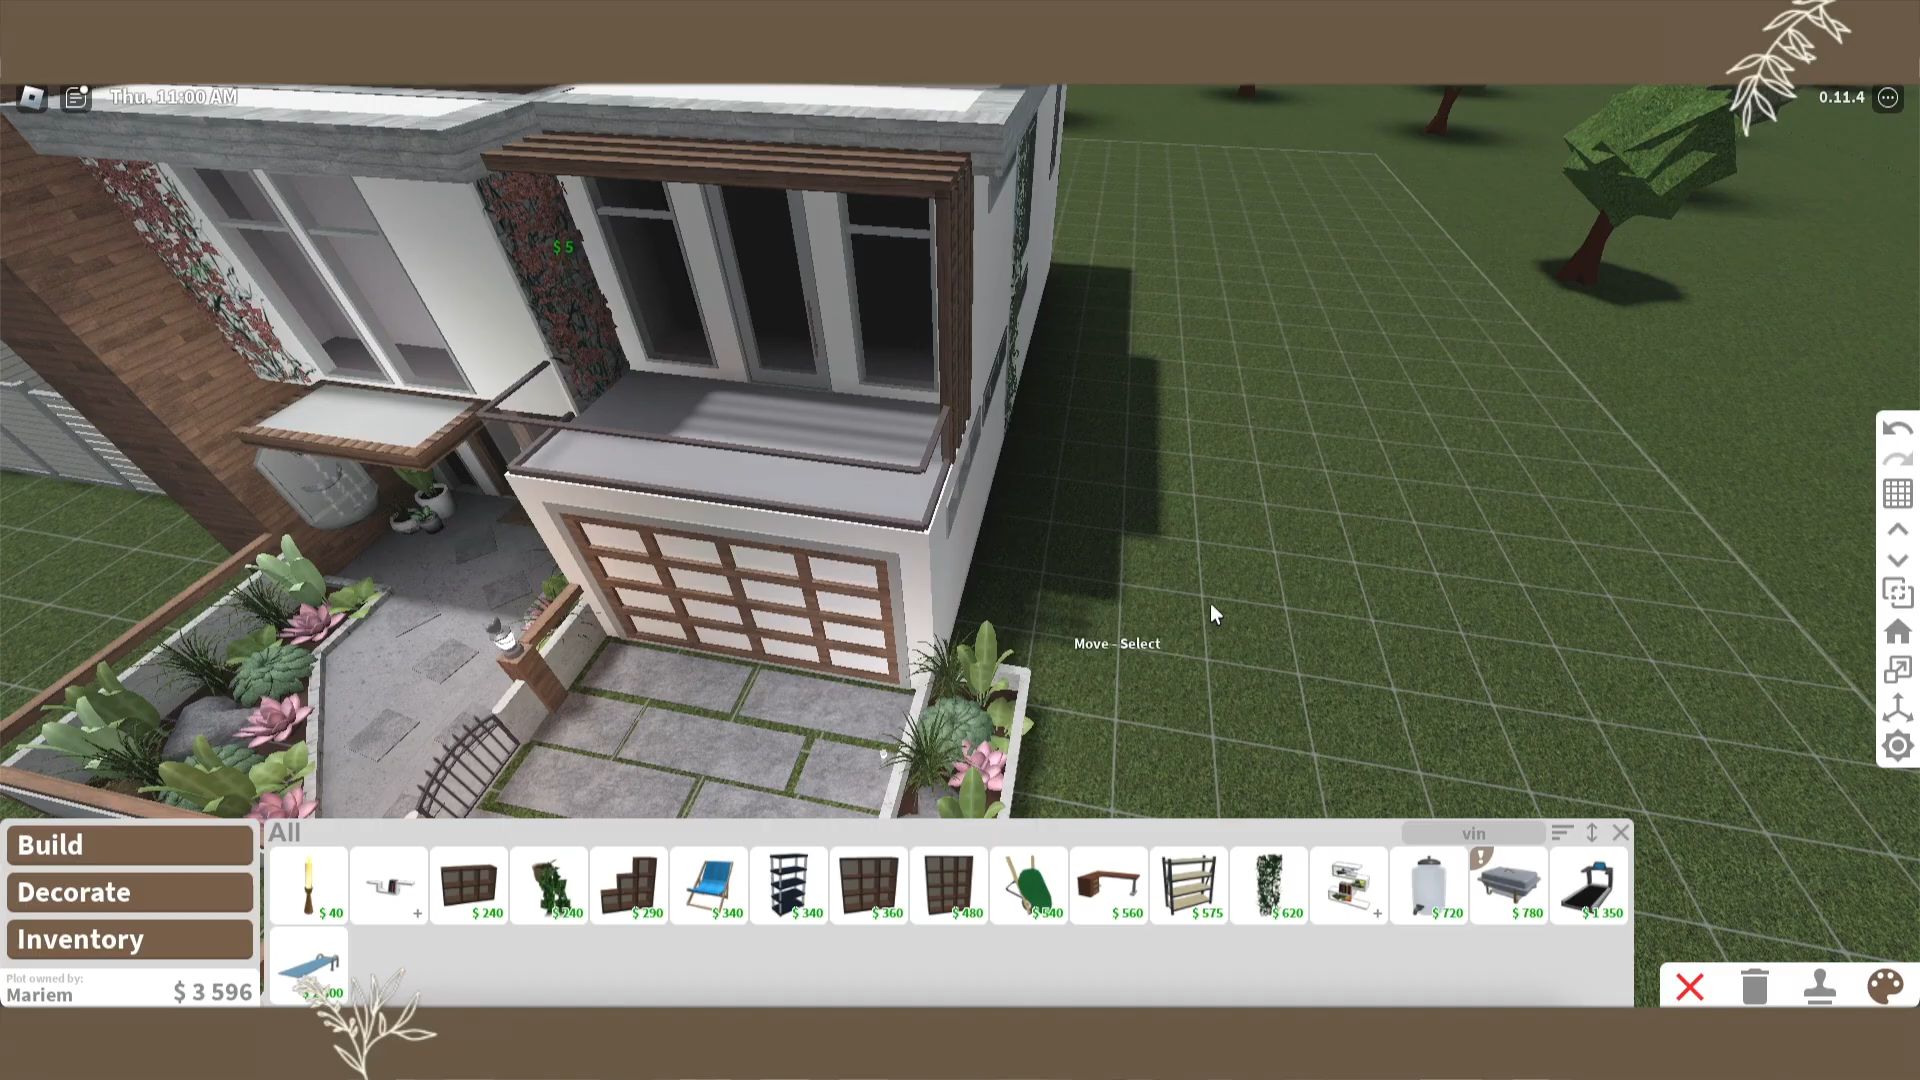 Thu. 11:00 AM
0.11.4
$ 5
Move - Select
Build
Decorate
Inventory
Plot owned by:
Mariem
$ 3 596
All
vin
$ 40
+
$ 240
$ 240
$ 290
$ 340
$ 340
$ 360
$ 480
$ 540
$ 560
$ 575
$ 620
+
$ 720
$ 780
$ 1 350